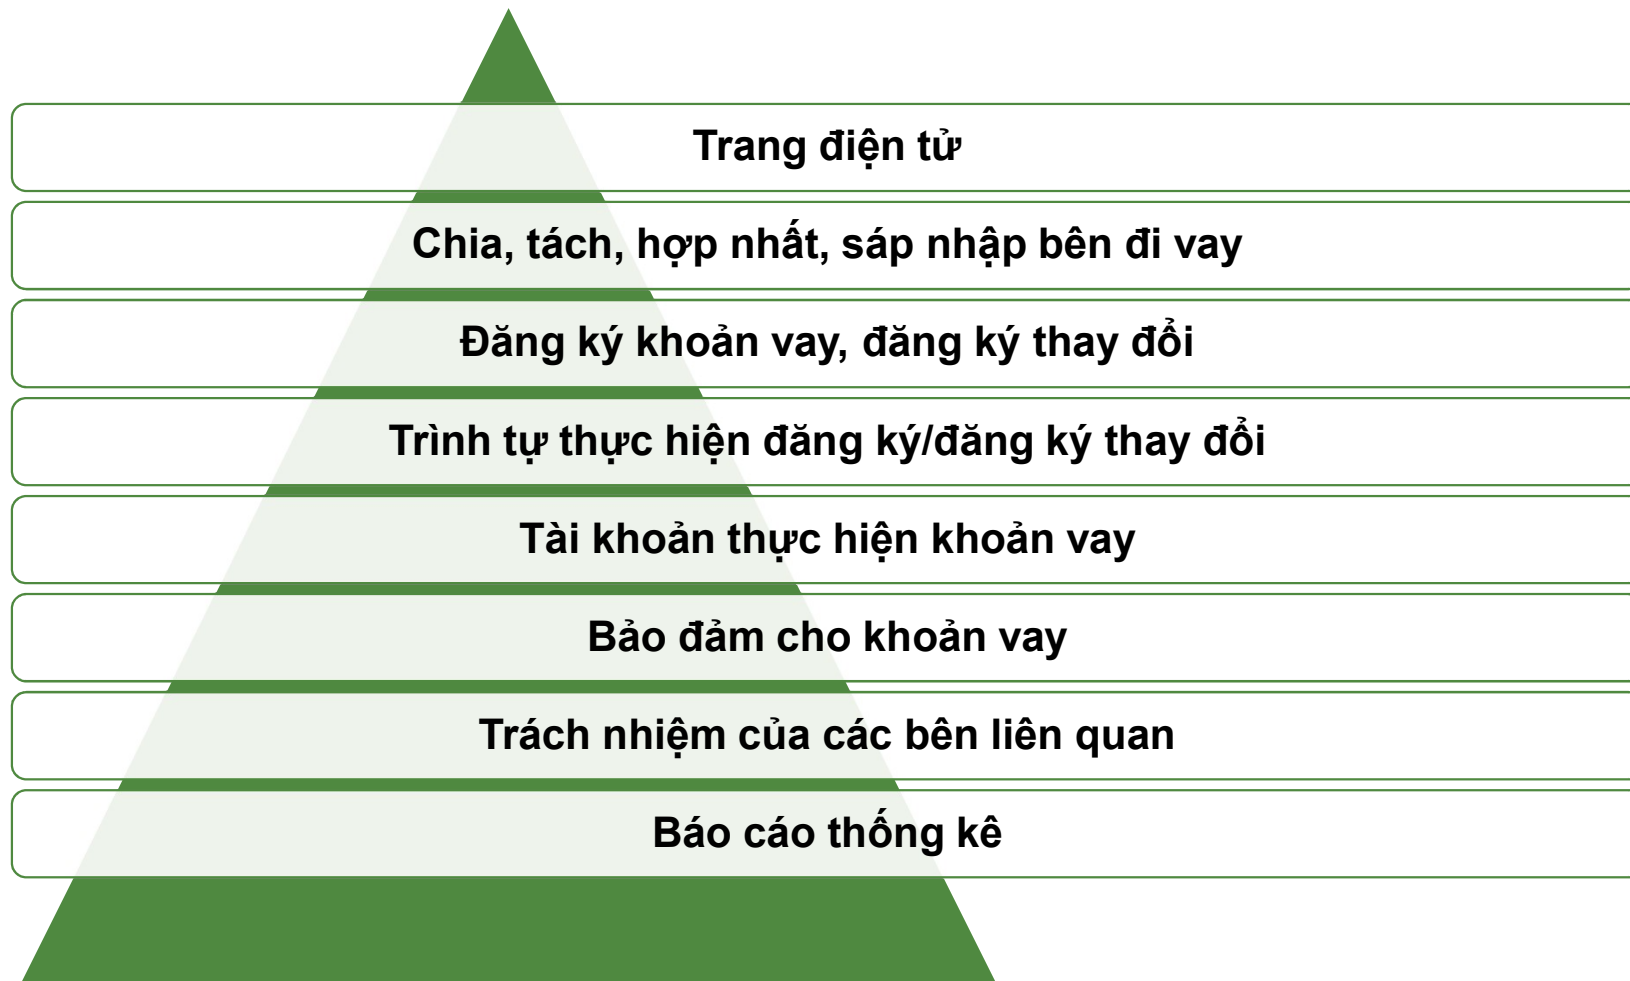 Trang điện tử
Chia, tách, hợp nhất, sáp nhập bên đi vay
Đăng ký khoản vay, đăng ký thay đổi
Trình tự thực hiện đăng ký/đăng ký thay đổi
Tài khoản thực hiện khoản vay
Bảo đảm cho khoản vay
Trách nhiệm của các bên liên quan
Báo cáo thống kê